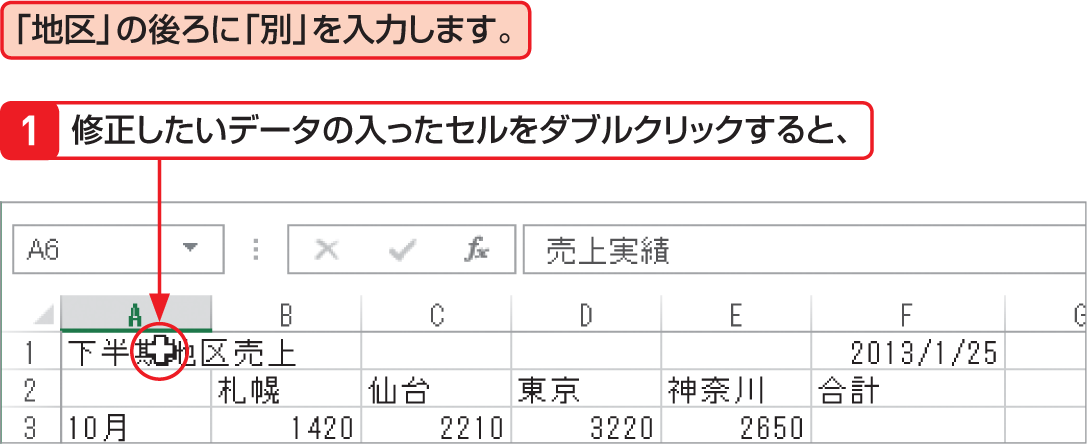 「地区」の後ろに「別」を入力します。
1 修正したいデータの入ったセルをダブルクリックすると、
A6 fx 売上実績
A B C D E F G
1 下半期地区売上 2013/1/25
2 札幌 仙台 東京 神奈川 合計
3 10月 1420 2210 3220 2650